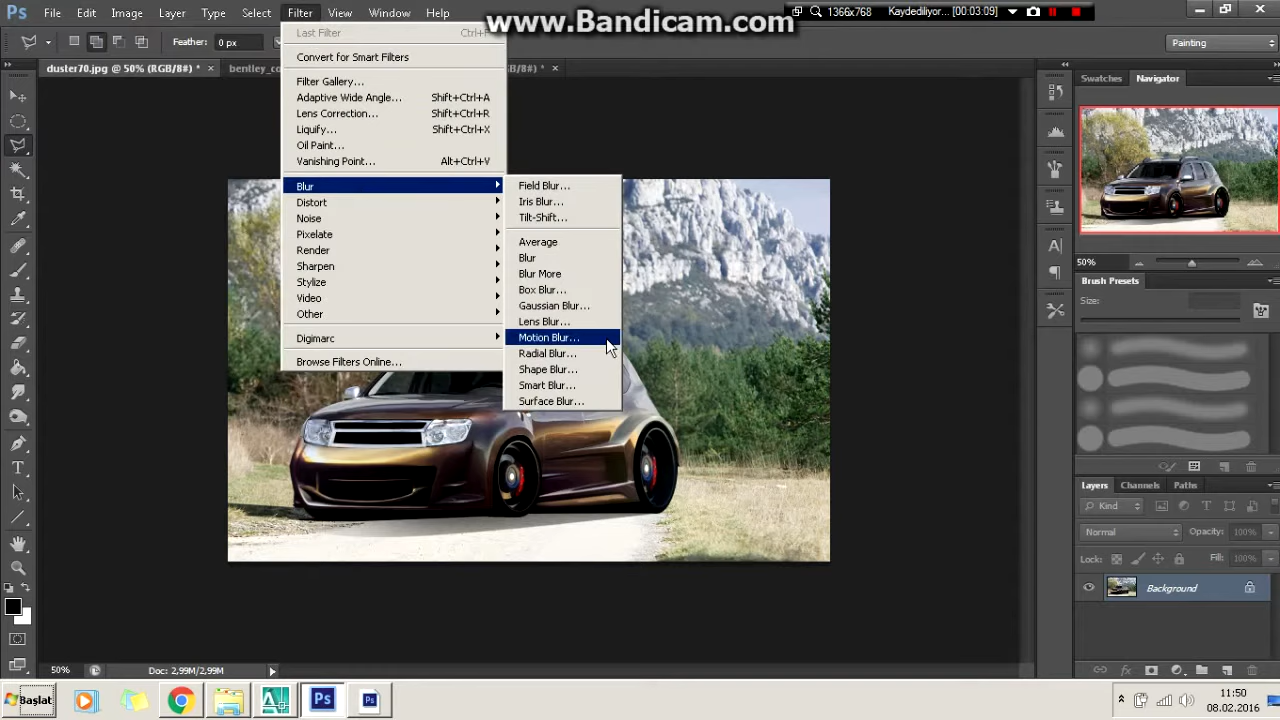 www.Bandicam.com
1366x768 Kaydediliyor... [00:03:09]
Ps File Edit Image Layer Type Select Filter View Window Help
Feather: 0 px
Painting
duster70.jpg @ 50% (RGB/8#) * ×
bentley_co
GB/8#) * ×
Last Filter
Convert for Smart Filters
Filter Gallery...
Adaptive Wide Angle... Shift+Ctrl+A
Lens Correction... Shift+Ctrl+R
Liquify... Shift+Ctrl+X
Oil Paint...
Vanishing Point... Alt+Ctrl+V
Blur
Distort
Noise
Pixelate
Render
Sharpen
Stylize
Video
Other
Digimarc
Browse Filters Online...
Field Blur...
Iris Blur...
Tilt-Shift...
Average
Blur
Blur More
Box Blur...
Gaussian Blur...
Lens Blur...
Motion Blur...
Radial Blur...
Shape Blur...
Smart Blur...
Surface Blur...
Swatches Navigator
50%
Brush Presets
Size:
Layers Channels Paths
Kind
Normal Opacity: 100%
Lock: Fill: 100%
Background
50% Doc: 2,99M/2,99M
Başlat
Ps
11:50
08.02.2016